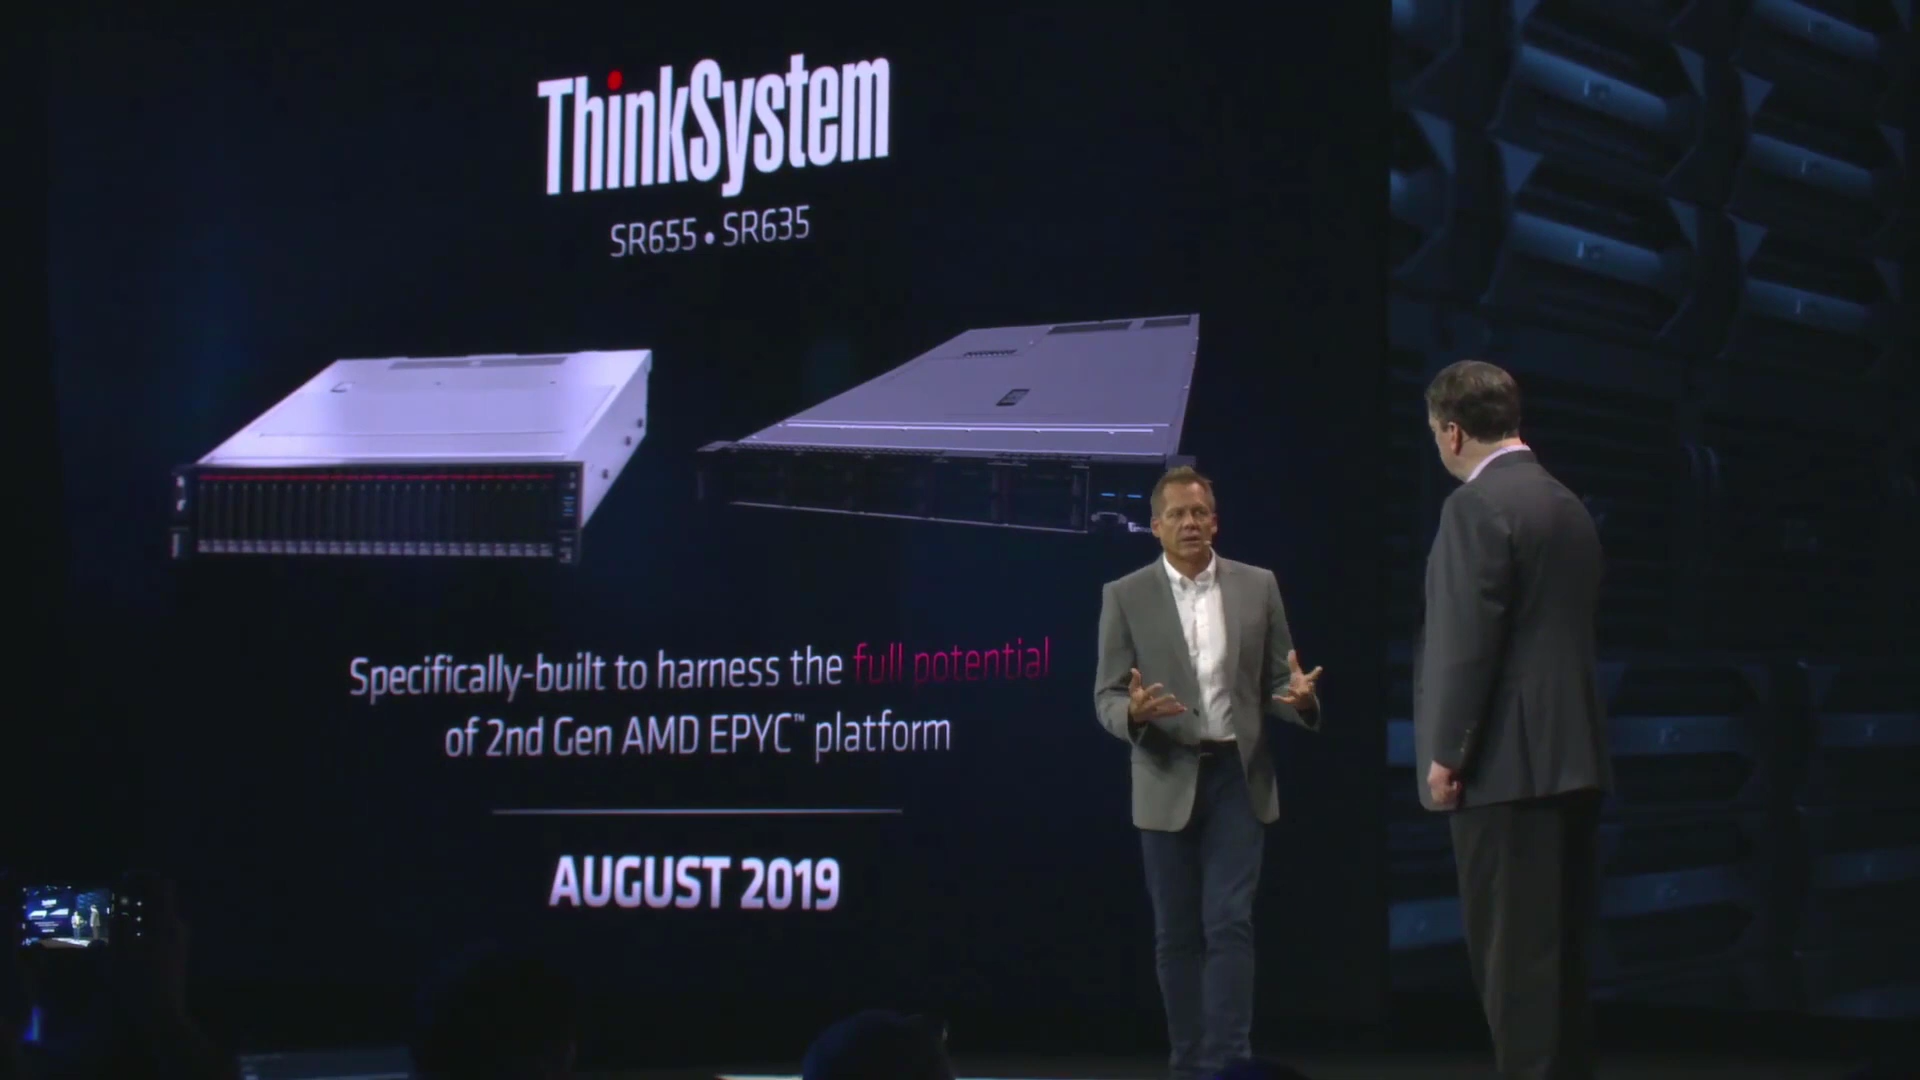 ThinkSystem
SR655 • SR635
Specifically-built to harness the full potential
of 2nd Gen AMD EPYC™ platform
AUGUST 2019